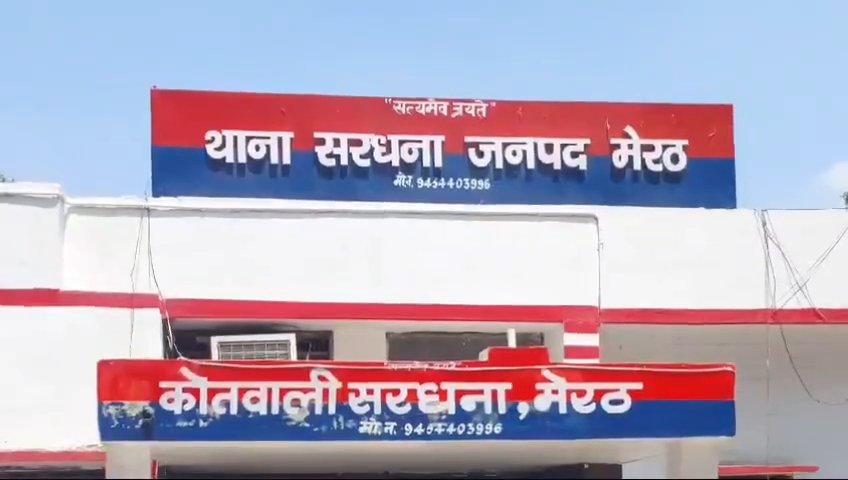 "सत्यमेव जयते"
थाना सरधना जनपद मेरठ
मो.न. 9454403996
कोतवाली सरधना, मेरठ
मो. न. 9454403996